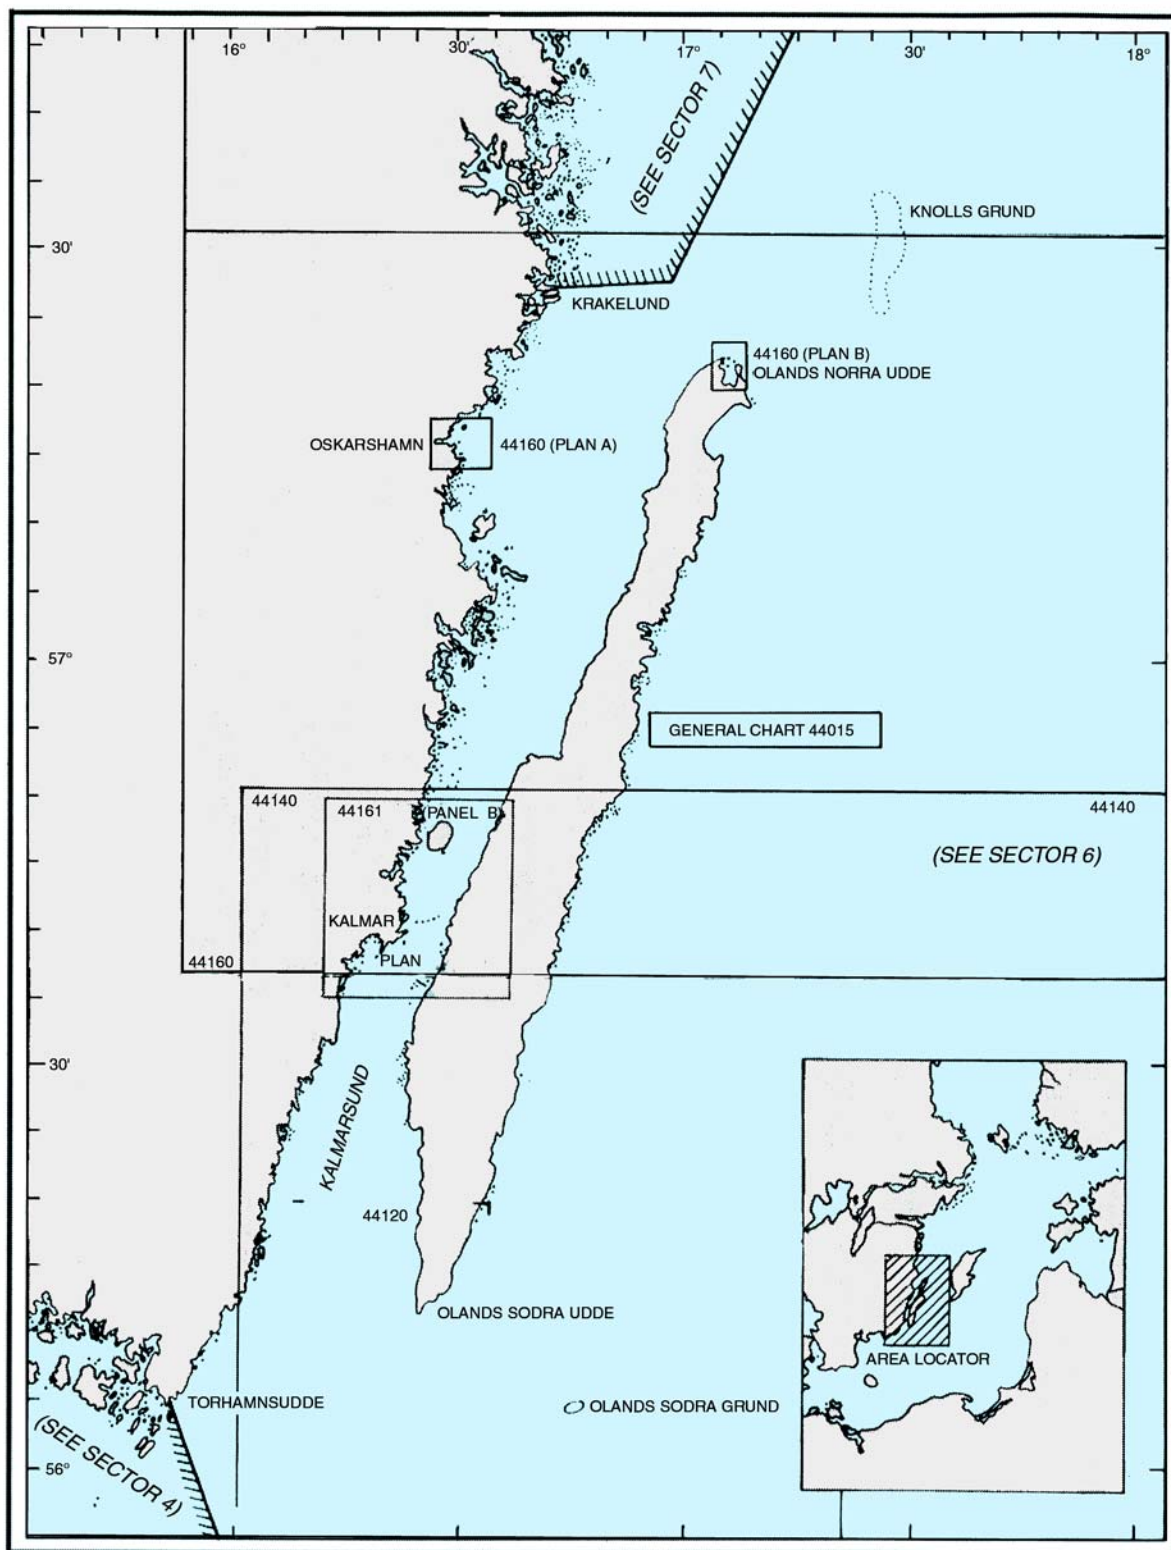 16°
30'
17°
30'
18°
(SEE SECTOR 7)
KNOLLS GRUND
30'
KRAKELUND
44160 (PLAN B)
OLANDS NORRA UDDE
OSKARSHAMN
44160 (PLAN A)
57°
GENERAL CHART 44015
44140
44161
(PANEL B)
44140
(SEE SECTOR 6)
KALMAR
PLAN
44160
30'
KALMARSUND
44120
OLANDS SODRA UDDE
AREA LOCATOR
TORHAMNSUDDE
OLANDS SODRA GRUND
(SEE SECTOR 4)
56°